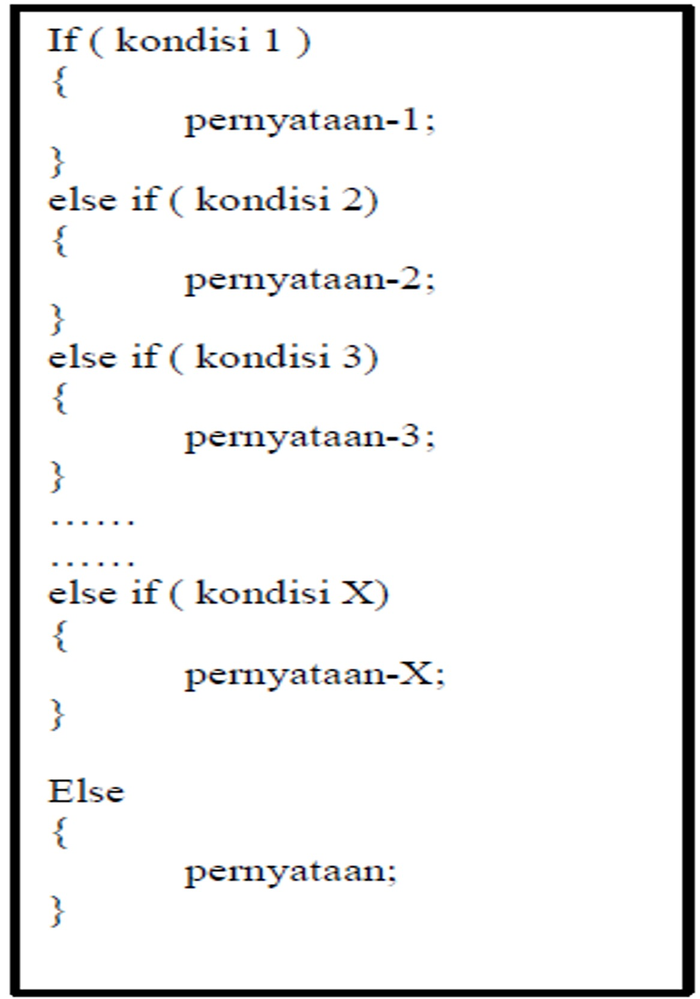 If ( kondisi 1 )
{
pernyataan-1;
}
else if ( kondisi 2)
{
pernyataan-2;
}
else if ( kondisi 3)
{
pernyataan-3;
}
……
……
else if ( kondisi X)
{
pernyataan-X;
}
Else
{
pernyataan;
}